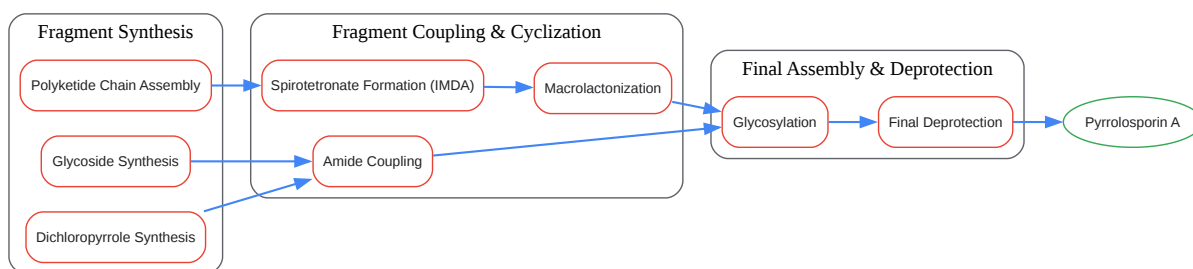 Fragment Synthesis
Polyketide Chain Assembly
Glycoside Synthesis
Dichloropyrrole Synthesis
Fragment Coupling & Cyclization
Spirotetronate Formation (IMDA)
Macrolactonization
Amide Coupling
Final Assembly & Deprotection
Glycosylation
Final Deprotection
Pyrrolosporin A